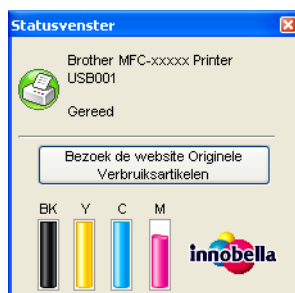 Statusvenster
Brother MFC-xxxxx Printer
USB001
Gereed
Bezoek de website Originele
Verbruiksartikelen
BK Y C M
innobella